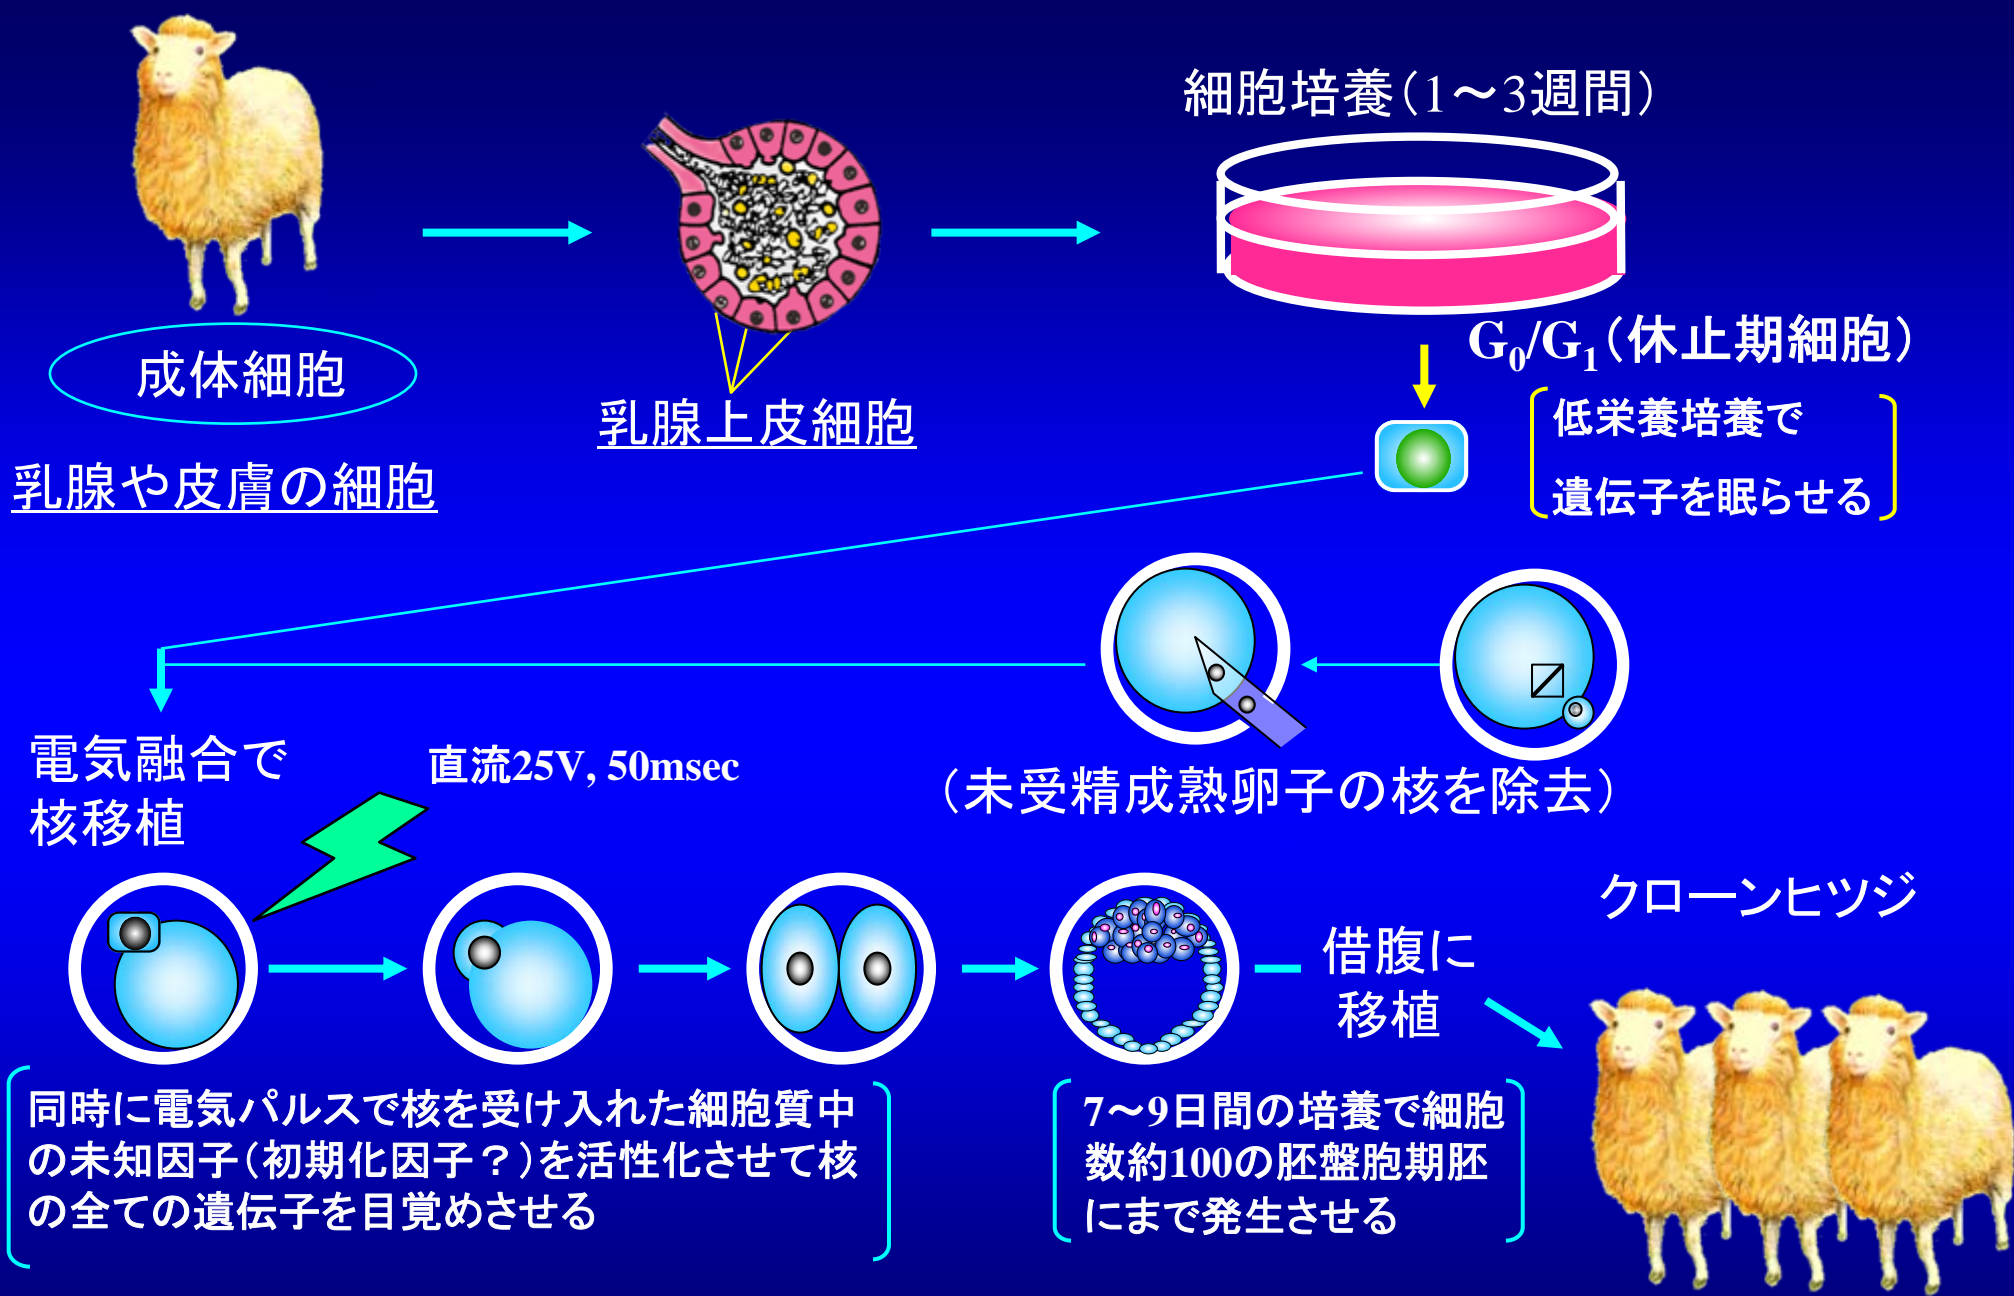 細胞培養(1～3週間)
成体細胞
乳腺上皮細胞
乳腺や皮膚の細胞
G₀/G₁(休止期細胞)
低栄養培養で
遺伝子を眠らせる
電気融合で
核移植
直流25V, 50msec
(未受精成熟卵子の核を除去)
クローンヒツジ
借腹に
移植
同時に電気パルスで核を受け入れた細胞質中
の未知因子(初期化因子？)を活性化させて核
の全ての遺伝子を目覚めさせる
7～9日間の培養で細胞
数約100の胚盤胞期胚
にまで発生させる